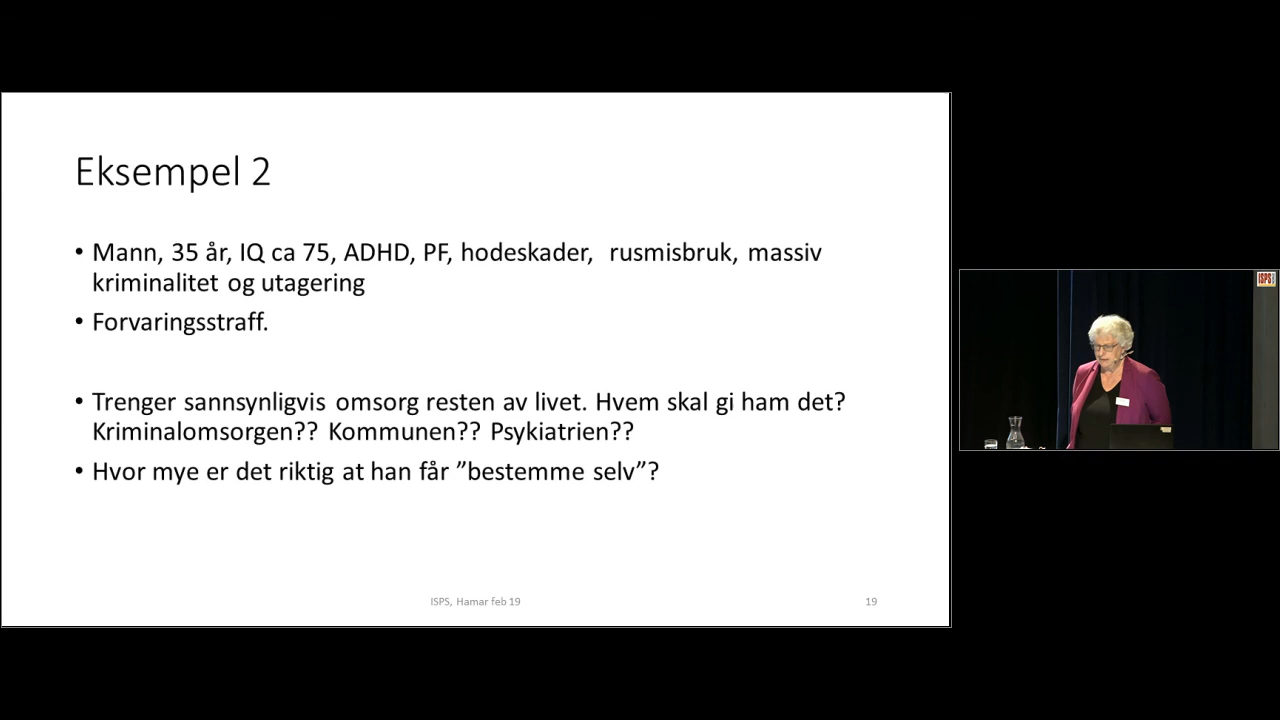 Eksempel 2
• Mann, 35 år, IQ ca 75, ADHD, PF, hodeskader, rusmisbruk, massiv
kriminalitet og utagering
• Forvaringsstraff.
• Trenger sannsynligvis omsorg resten av livet. Hvem skal gi ham det?
Kriminalomsorgen?? Kommunen?? Psykiatrien??
• Hvor mye er det riktig at han får ”bestemme selv”?
ISPS, Hamar feb 19
19
ISPS